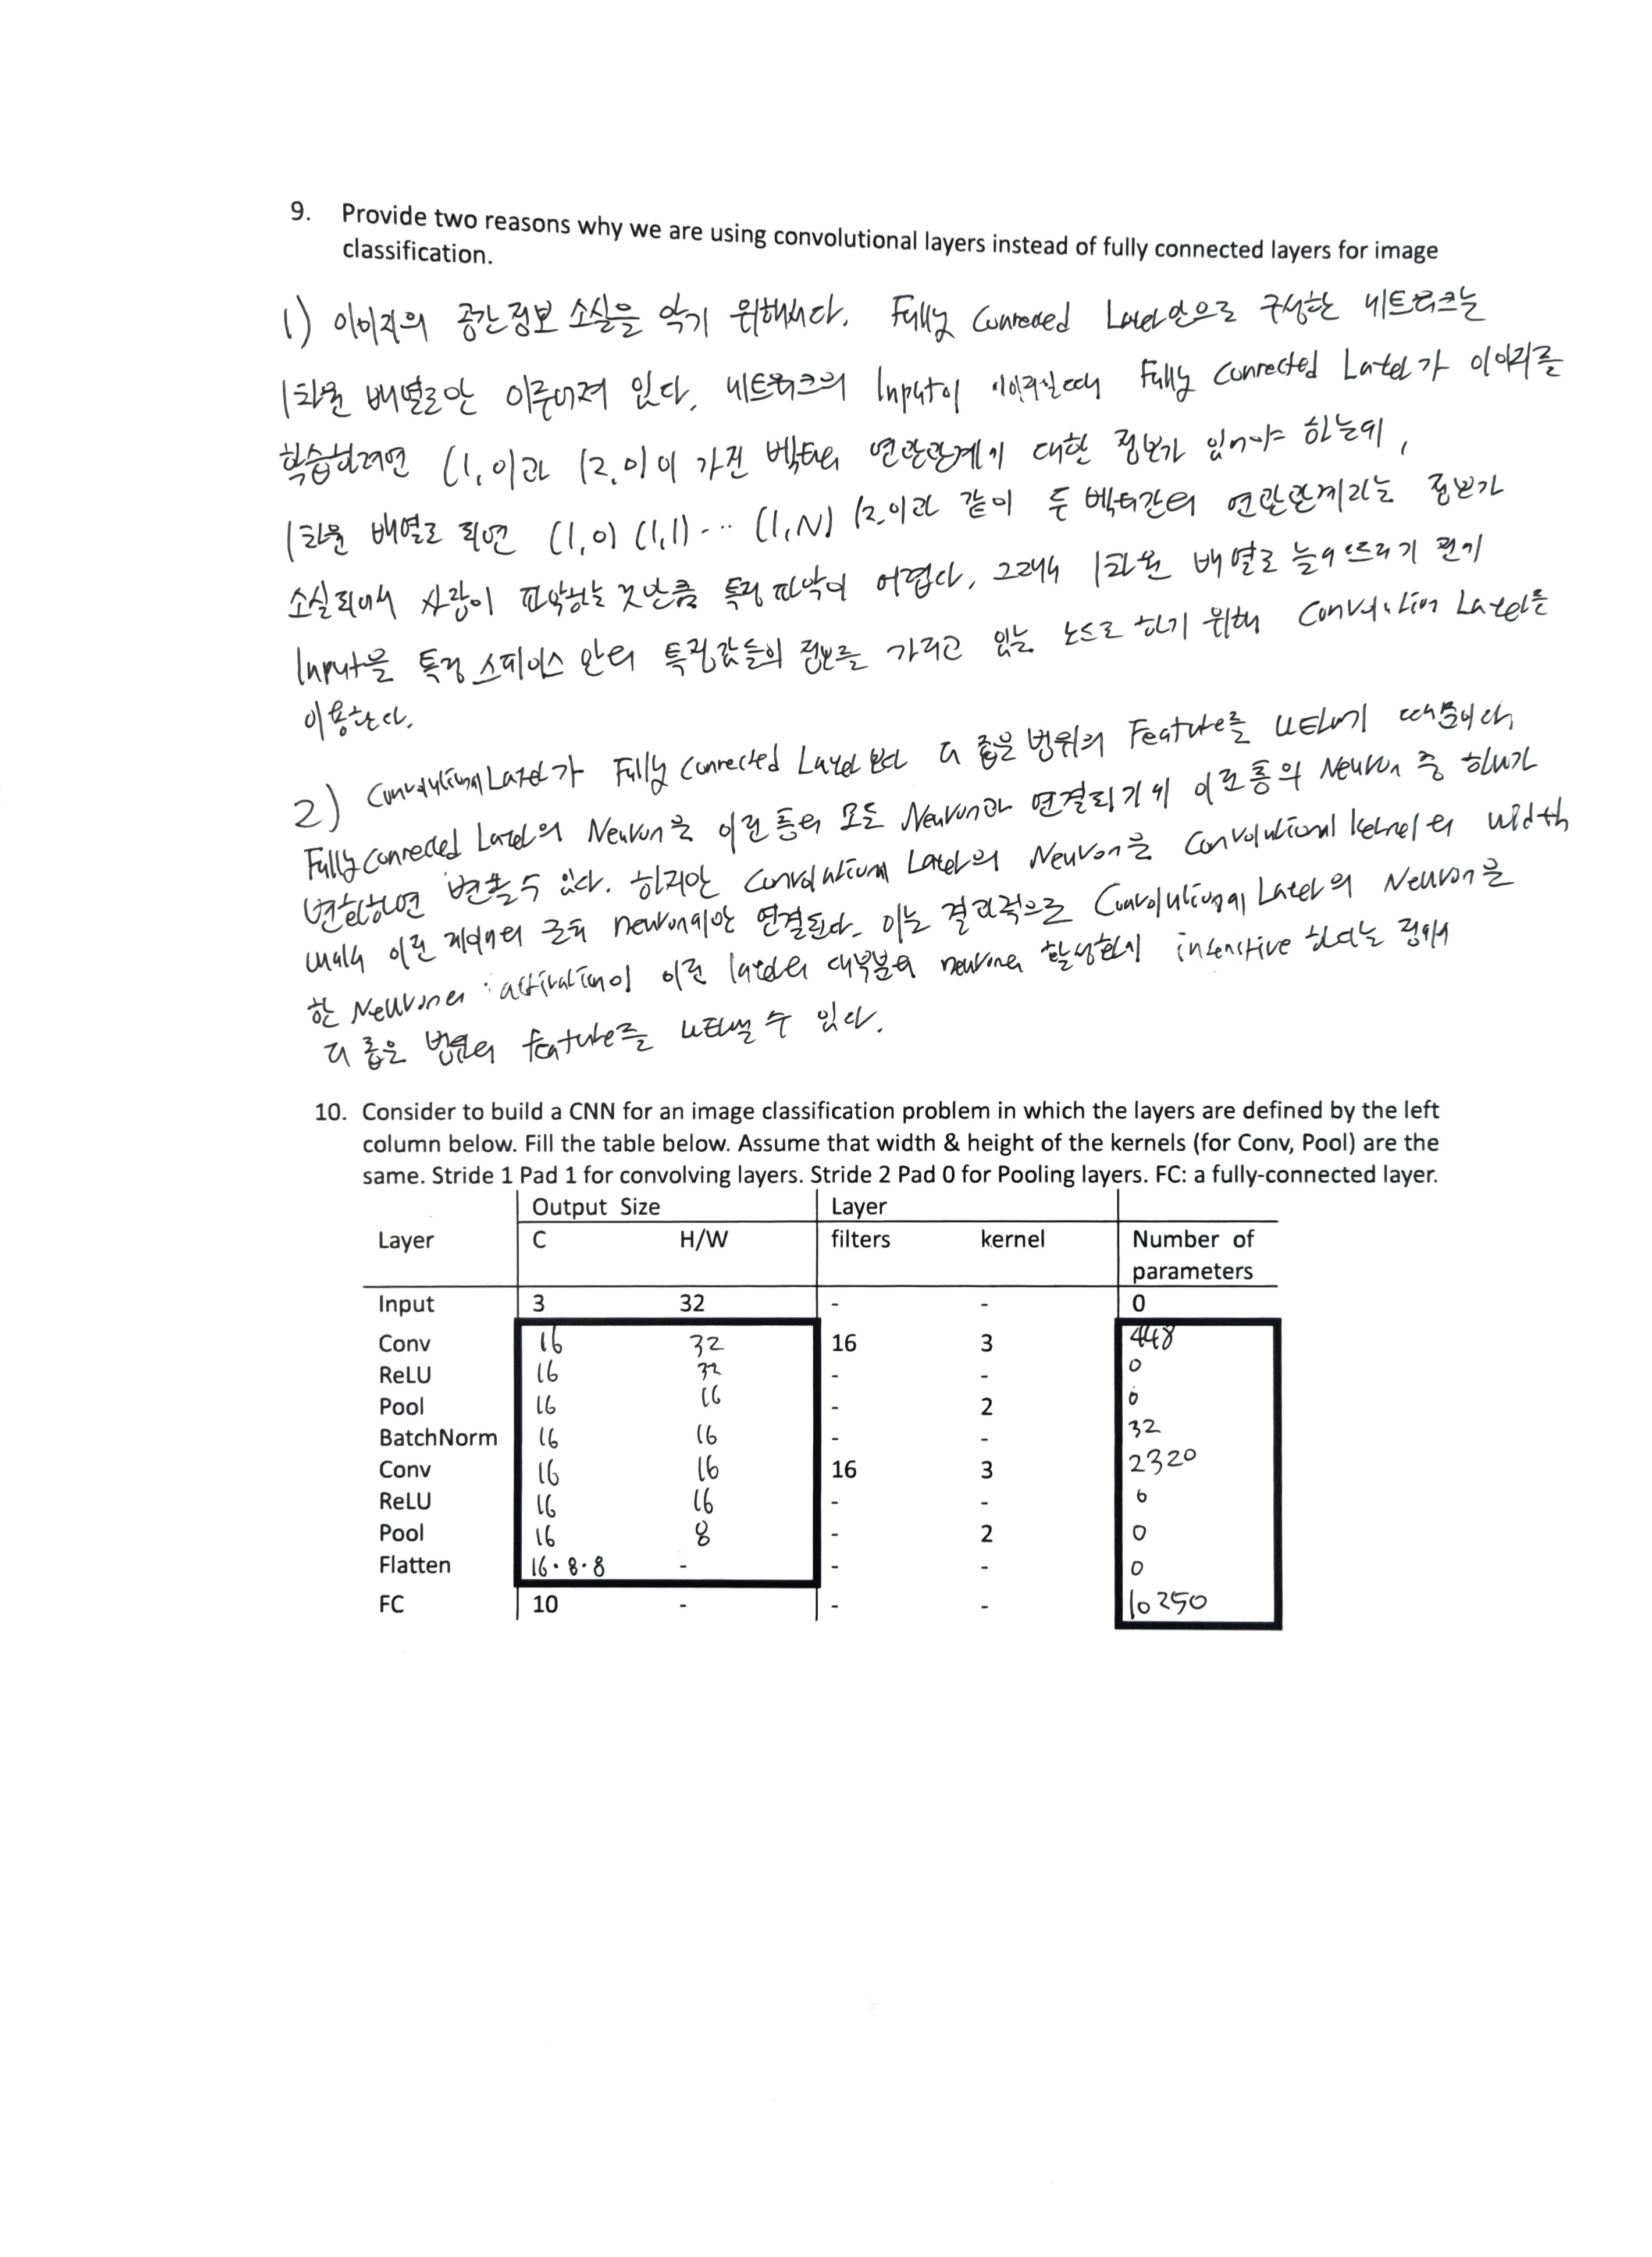 9. Provide two reasons why we are using convolutional layers instead of fully connected layers for image
classification.
1) 이미지의 공간정보 소실을 막기 위해서다. Fully Connected Layer만으로 구성한 네트워크는
1차원 배열로만 이루어져 있다. 네트워크의 Input이 이미지일때 Fully Connected Layer가 이미지를
학습하려면 (1,0)과 (2,0)이 가진 벡터의 연관관계에 대한 정보가 있어야 하는데,
1차원 배열로 되면 (1,0) (1,1) ... (1,N) (2,0)과 같이 두 벡터간의 연관관계라는 정보가
소실되어서 사람이 파악하는 것만큼 특징 파악이 어렵다. 그래서 1차원 배열로 늘어뜨리기 전에
Input을 특정 스페이스 안의 특징값들의 정보를 가지고 있는 노드로 하기 위해 Convolution Layer를
이용한다.
2) Convolutional Layer가 Fully Connected Layer보다 더 좁은 범위의 Feature를 나타내기 때문이다
Fully Connected Layer의 Neuron은 이전 층의 모든 Neuron과 연결되기에 이전 층의 Neuron 중 하나가
변화하면 변할 수 있다. 하지만 Convolutional Layer의 Neuron은 Convolutional kernel의 width
내에서 이전 레이어의 근처 neuron에만 연결된다. 이는 결과적으로 Convolutional Layer의 Neuron은
한 Neuron의 activation이 이전 layer의 대부분의 neuron의 활성화에 insensitive 하다는 점에서
더 좁은 범위의 feature를 나타낼 수 있다.
10. Consider to build a CNN for an image classification problem in which the layers are defined by the left
column below. Fill the table below. Assume that width & height of the kernels (for Conv, Pool) are the
same. Stride 1 Pad 1 for convolving layers. Stride 2 Pad 0 for Pooling layers. FC: a fully-connected layer.
Output Size Layer
Layer C H/W filters kernel Number of
parameters
Input 3 32 - - 0
Conv 16 32 16 3 448
ReLU 16 32 - - 0
Pool 16 16 - 2 0
BatchNorm 16 16 - - 32
Conv 16 16 16 3 2320
ReLU 16 16 - - 0
Pool 16 8 - 2 0
Flatten 16·8·8 - - - 0
FC 10 - - - 10250